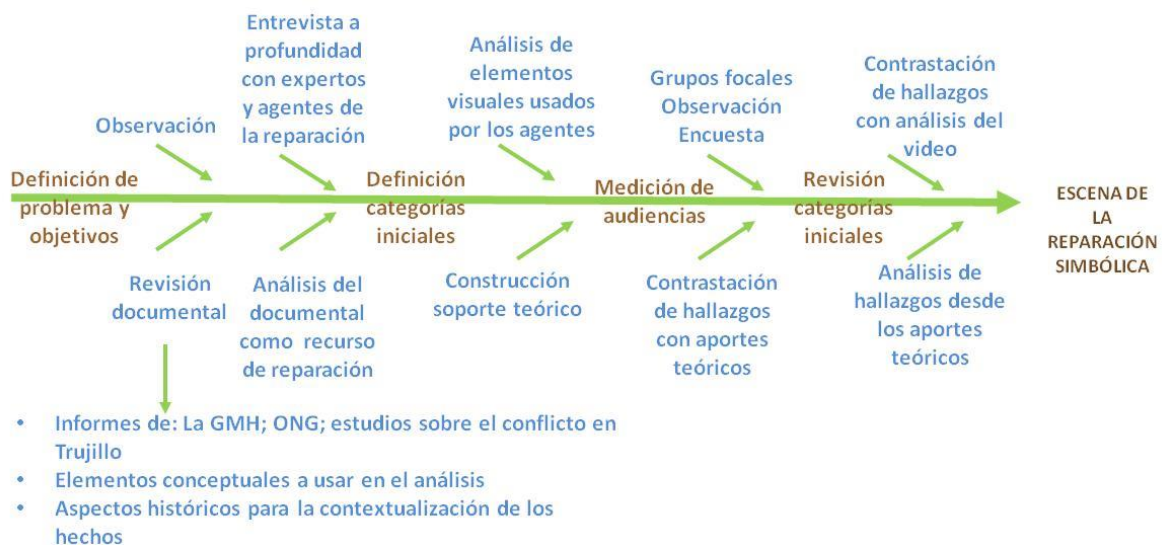 Observación
Entrevista a
profundidad
con expertos
y agentes de
la reparación
Análisis de
elementos
visuales usados
por los agentes
Grupos focales
Observación
Encuesta
Contrastación
de hallazgos
con análisis del
video
Definición de
problema y
objetivos
Definición
categorías
iniciales
Medición de
audiencias
Revisión
categorías
iniciales
ESCENA DE
LA
REPARACIÓN
SIMBÓLICA
Revisión
documental
Análisis del
documental
como recurso
de reparación
Construcción
soporte teórico
Contrastación
de hallazgos
con aportes
teóricos
Análisis de
hallazgos desde
los aportes
teóricos
• Informes de: La GMH; ONG; estudios sobre el conflicto en
Trujillo
• Elementos conceptuales a usar en el análisis
• Aspectos históricos para la contextualización de los
hechos